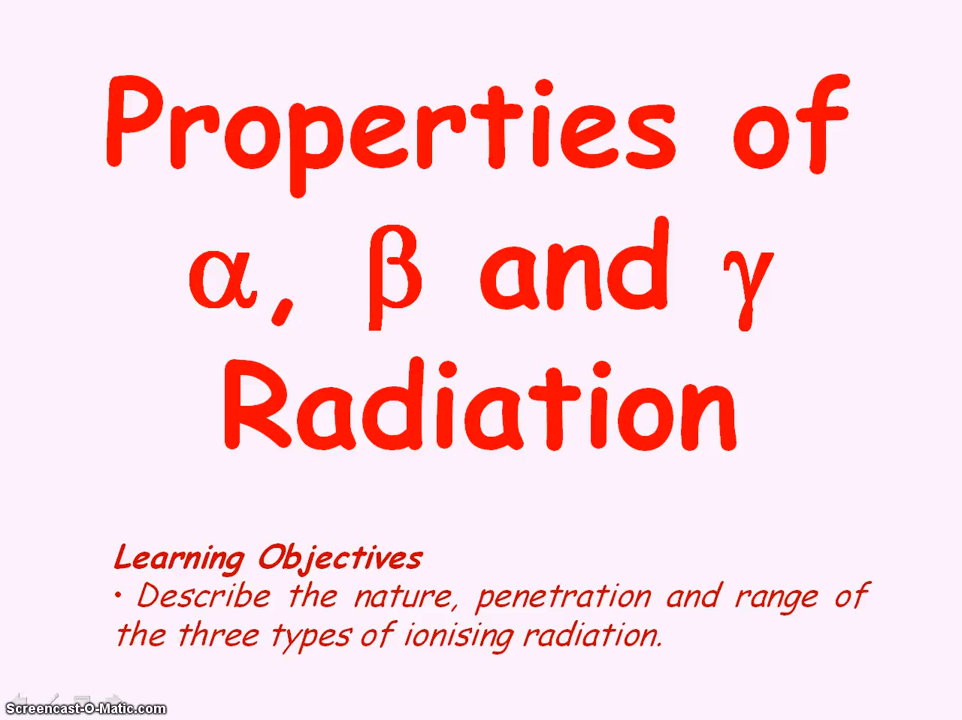 Properties of
α, β and γ
Radiation
Learning Objectives
• Describe the nature, penetration and range of
the three types of ionising radiation.
Screencast-O-Matic.com